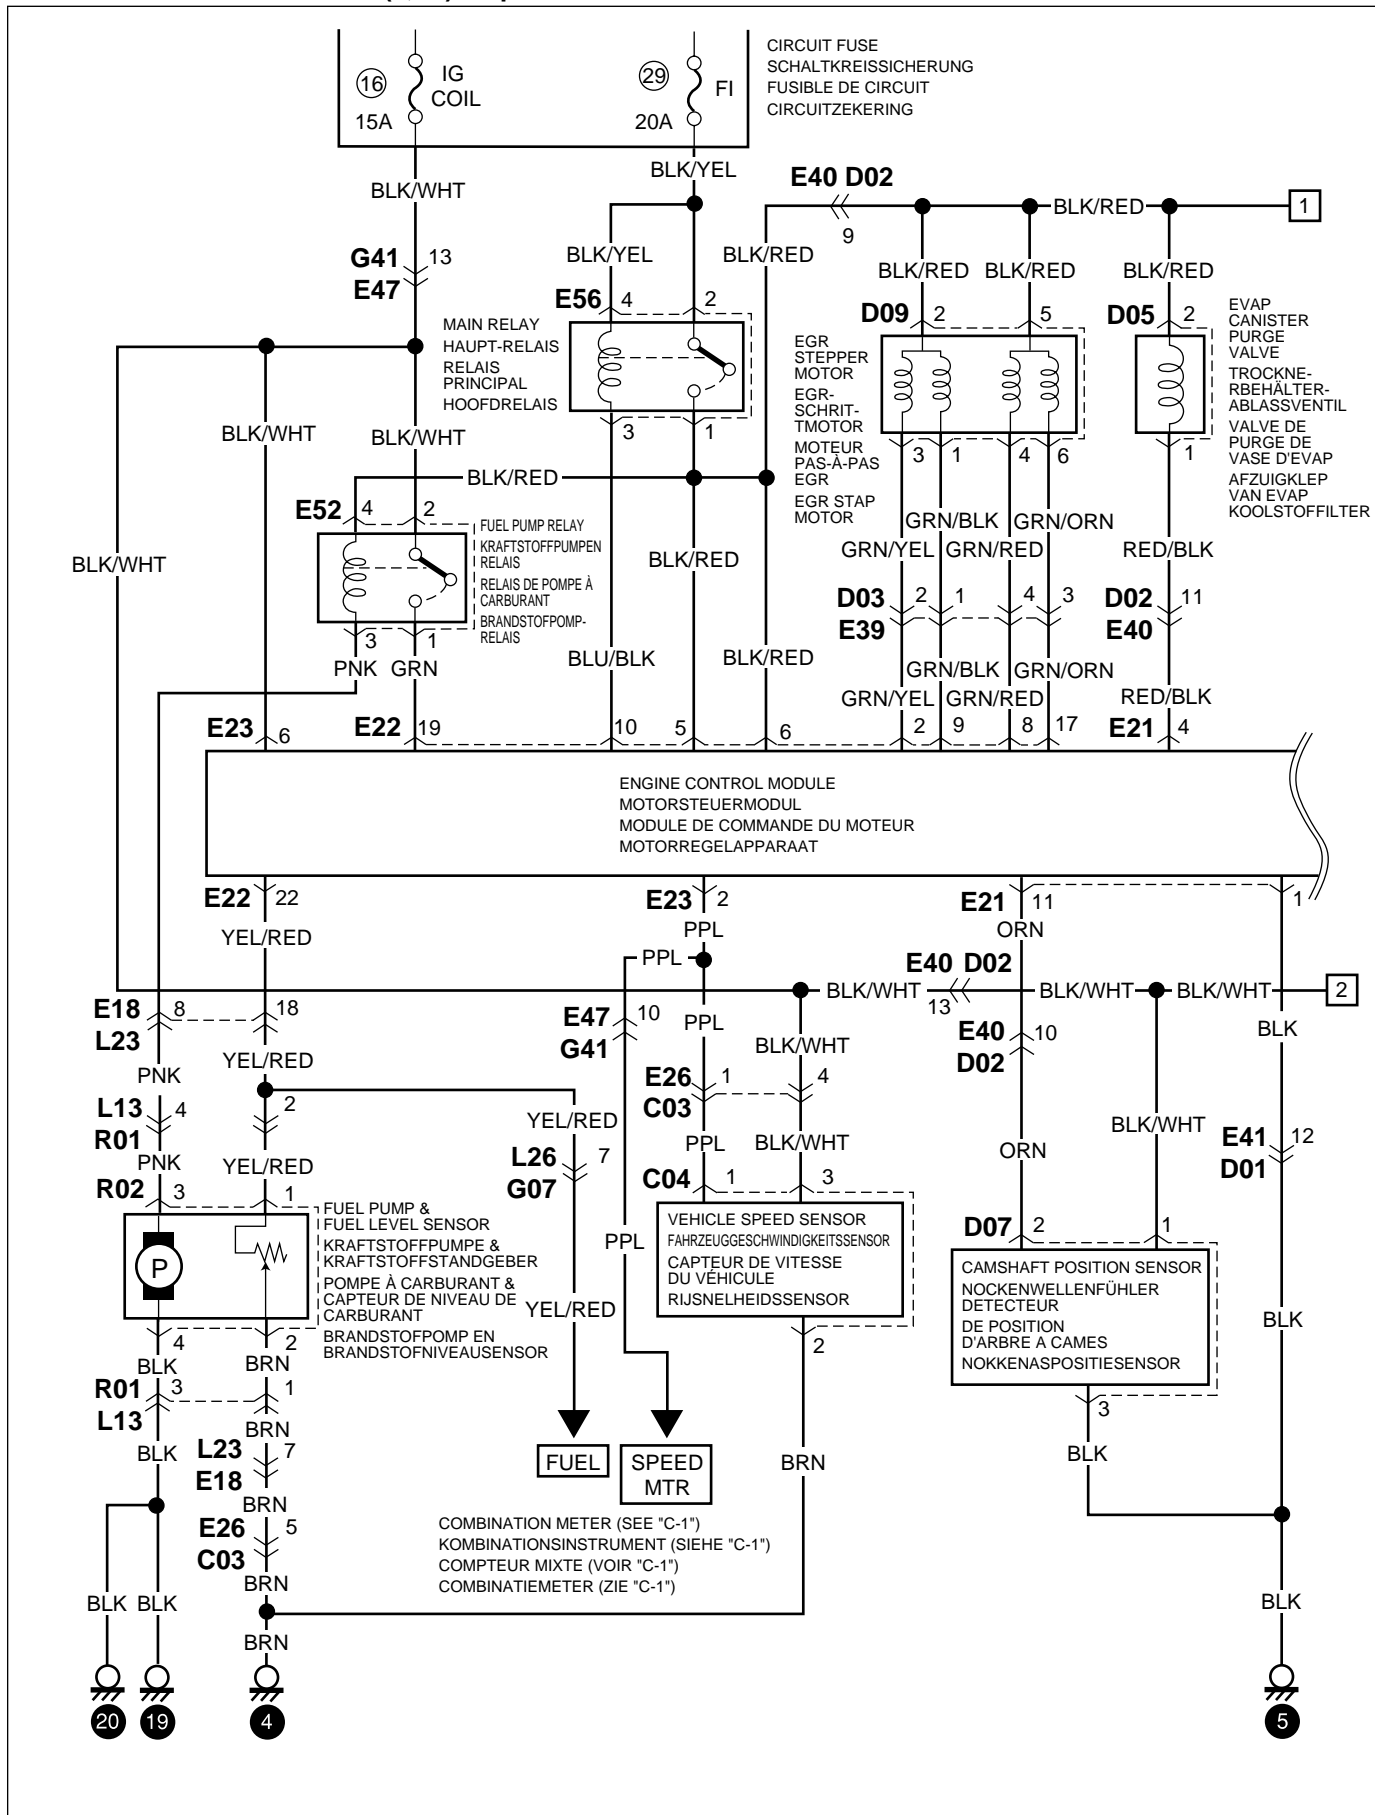 CIRCUIT FUSE
SCHALTKREISSICHERUNG
FUSIBLE DE CIRCUIT
CIRCUITZEKERING
16
IG
COIL
15A
29
FI
20A
BLK/WHT
BLK/YEL
E40 D02
9
BLK/RED
1
G41 13
E47
BLK/YEL
BLK/RED
BLK/RED
BLK/RED
BLK/RED
E56 4 2
D09 2 5
D05 2
MAIN RELAY
HAUPT-RELAIS
RELAIS
PRINCIPAL
HOOFDRELAIS
EGR
STEPPER
MOTOR
EGR-
SCHRIT-
TMOTOR
MOTEUR
PAS-À-PAS
EGR
EGR STAP
MOTOR
EVAP
CANISTER
PURGE
VALVE
TROCKNE-
RBEHÄLTER-
ABLASSVENTIL
VALVE DE
PURGE DE
VASE D'EVAP
AFZUIGKLEP
VAN EVAP
KOOLSTOFFILTER
3 1
3 1 4 6
1
BLK/WHT
BLK/WHT
BLK/RED
E52 4 2
FUEL PUMP RELAY
KRAFTSTOFFPUMPEN
RELAIS
RELAIS DE POMPE À
CARBURANT
BRANDSTOFPOMP-
RELAIS
BLK/WHT
BLK/RED
GRN/BLK GRN/ORN
GRN/YEL GRN/RED
RED/BLK
D03 2 1 4 3
E39
D02 11
E40
3 1
PNK GRN
BLU/BLK
BLK/RED
GRN/BLK GRN/ORN
GRN/YEL GRN/RED
RED/BLK
E23 6
E22 19 10 5 6 2 9 8 17
E21 4
ENGINE CONTROL MODULE
MOTORSTEUERMODUL
MODULE DE COMMANDE DU MOTEUR
MOTORREGELAPPARAAT
E22 22
E23 2
E21 11 1
YEL/RED
PPL
ORN
PPL
E40 D02
13
BLK/WHT
BLK/WHT
BLK/WHT
2
E18 8 18
L23
E47 10
G41
PPL
BLK/WHT
E40 10
D02
BLK
PNK
YEL/RED
E26 1 4
C03
L13 4 2
R01
YEL/RED
BLK/WHT
E41 12
D01
PNK
YEL/RED
L26 7
G07
PPL
BLK/WHT
ORN
R02 3 1
C04 1 3
D07 2 1
P
FUEL PUMP &
FUEL LEVEL SENSOR
KRAFTSTOFFPUMPE &
KRAFTSTOFFSTANDGEBER
POMPE À CARBURANT &
CAPTEUR DE NIVEAU DE
CARBURANT
BRANDSTOFPOMP EN
BRANDSTOFNIVEAUSENSOR
PPL
YEL/RED
VEHICLE SPEED SENSOR
FAHRZEUGGESCHWINDIGKEITSSENSOR
CAPTEUR DE VITESSE
DU VÉHICULE
RIJSNELHEIDSSENSOR
2
CAMSHAFT POSITION SENSOR
NOCKENWELLENFÜHLER
DETECTEUR
DE POSITION
D'ARBRE A CAMES
NOKKENASPOSITIESENSOR
3
BLK
4 2
BLK
BRN
R01 3 1
L13
BRN
BLK
L23 7
E18
BRN
FUEL
SPEED
MTR
BRN
BLK
E26 5
C03
COMBINATION METER (SEE "C-1")
KOMBINATIONSINSTRUMENT (SIEHE "C-1")
COMPTEUR MIXTE (VOIR "C-1")
COMBINATIEMETER (ZIE "C-1")
BRN
BLK BLK
BLK
BRN
20 19 4 5